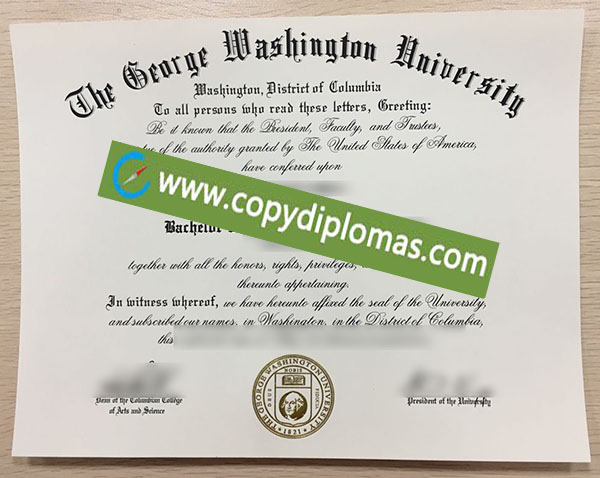 The George Washington University
Washington, District of Columbia
To all persons who read these letters, Greeting:
Be it known that the President, Faculty, and Trustees,
of the authority granted by The United States of America,
have conferred upon
www.copydiplomas.com
Bachelor
together with all the honors, rights, privileges,
thereunto appertaining.
In witness whereof, we have hereunto affixed the seal of the University,
and subscribed our names, in Washington, in the District of Columbia,
this
Dean of the Columbian College
of Arts and Science
THE GEORGE WASHINGTON UNIVERSITY
NOBIS
DEUS
FIDUCIA
1821
President of the University